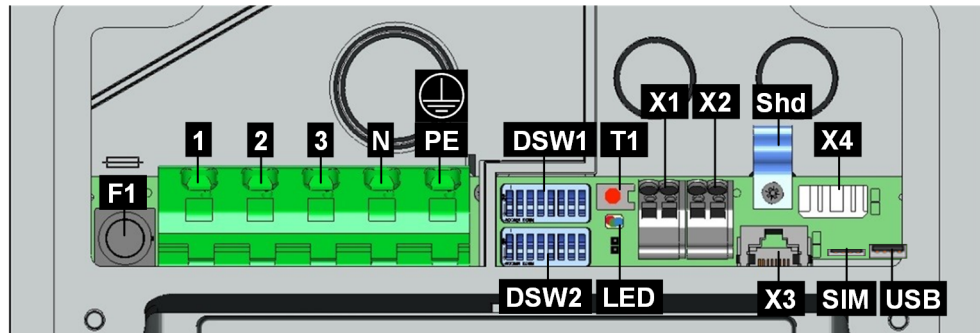 X1 X2 Shd
1 2 3 N PE DSW1 T1 X4
F1
DSW2 LED X3 SIM USB